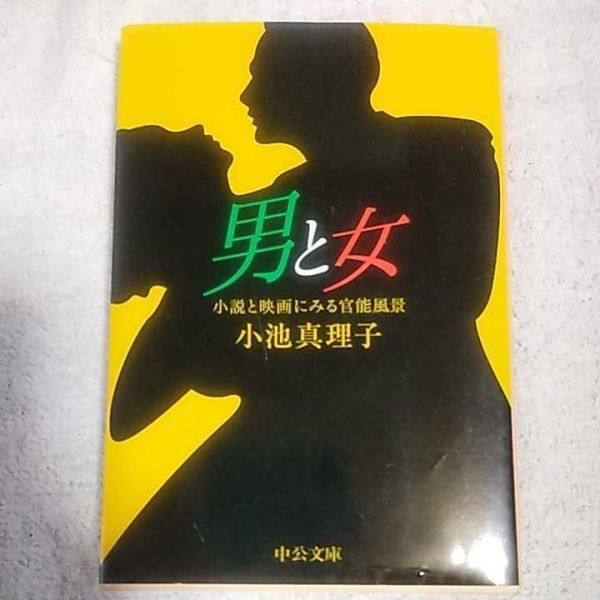 男と女
小説と映画にみる官能風景
小池真理子
中公文庫